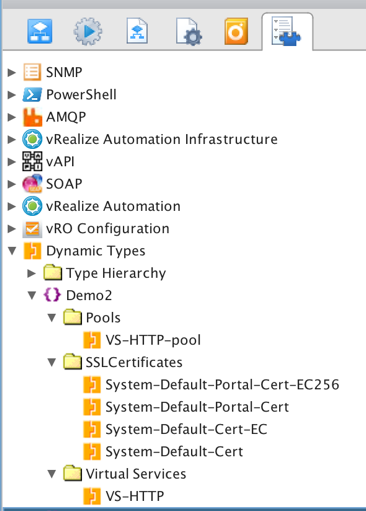 SNMP
PowerShell
AMQP
vRealize Automation Infrastructure
vAPI
SOAP
vRealize Automation
vRO Configuration
Dynamic Types
Type Hierarchy
Demo2
Pools
VS-HTTP-pool
SSLCertificates
System-Default-Portal-Cert-EC256
System-Default-Portal-Cert
System-Default-Cert-EC
System-Default-Cert
Virtual Services
VS-HTTP